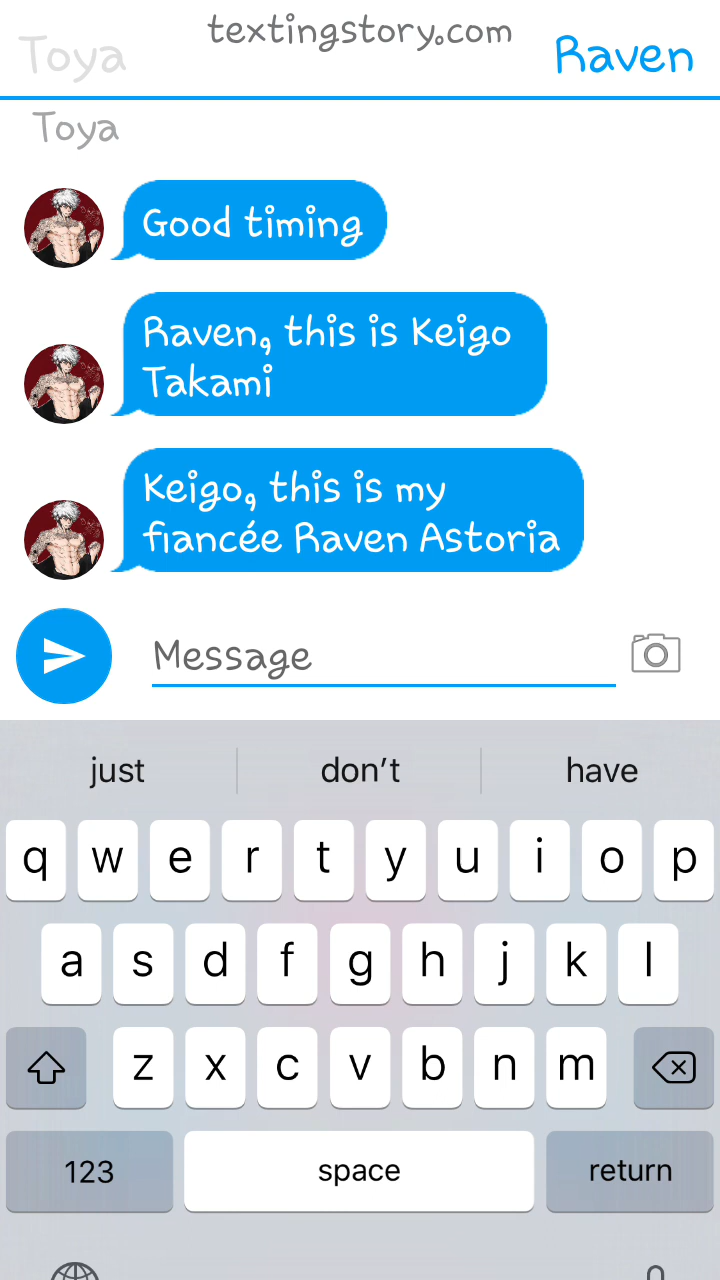 textingstory.com
Toya
Raven
Toya
Good timing
Raven, this is Keigo
Takami
Keigo, this is my
fiancée Raven Astoria
Message
just don't have
q w e r t y u i o p
a s d f g h j k l
z x c v b n m
123 space return